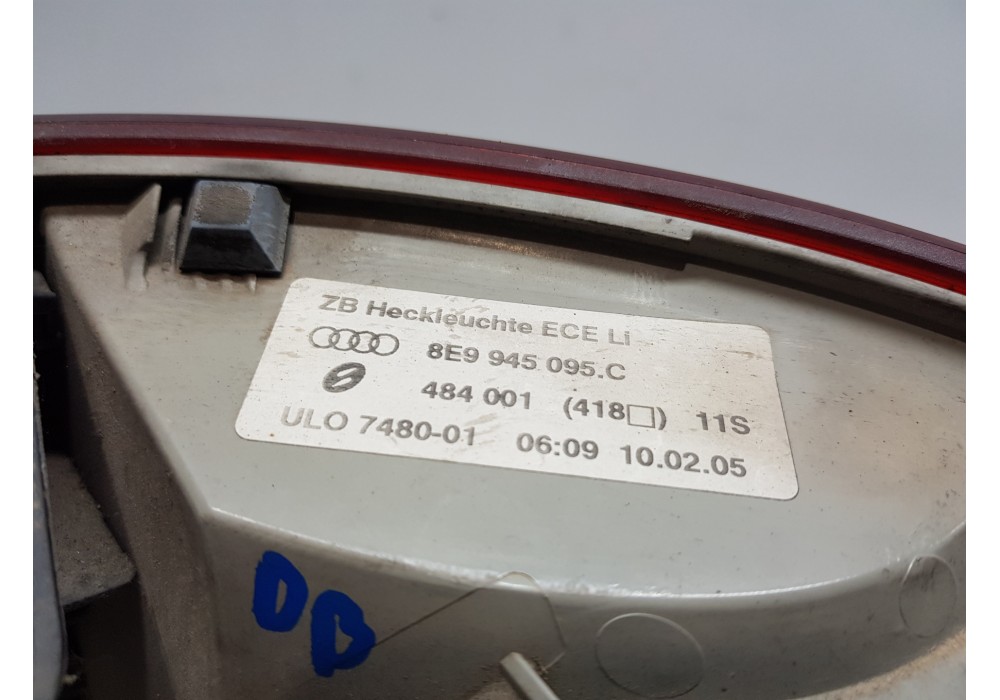 ZB Heckleuchte ECE Li
8E9 945 095.C
484 001 (418□) 11S
ULO 7480-01 06:09 10.02.05
DB